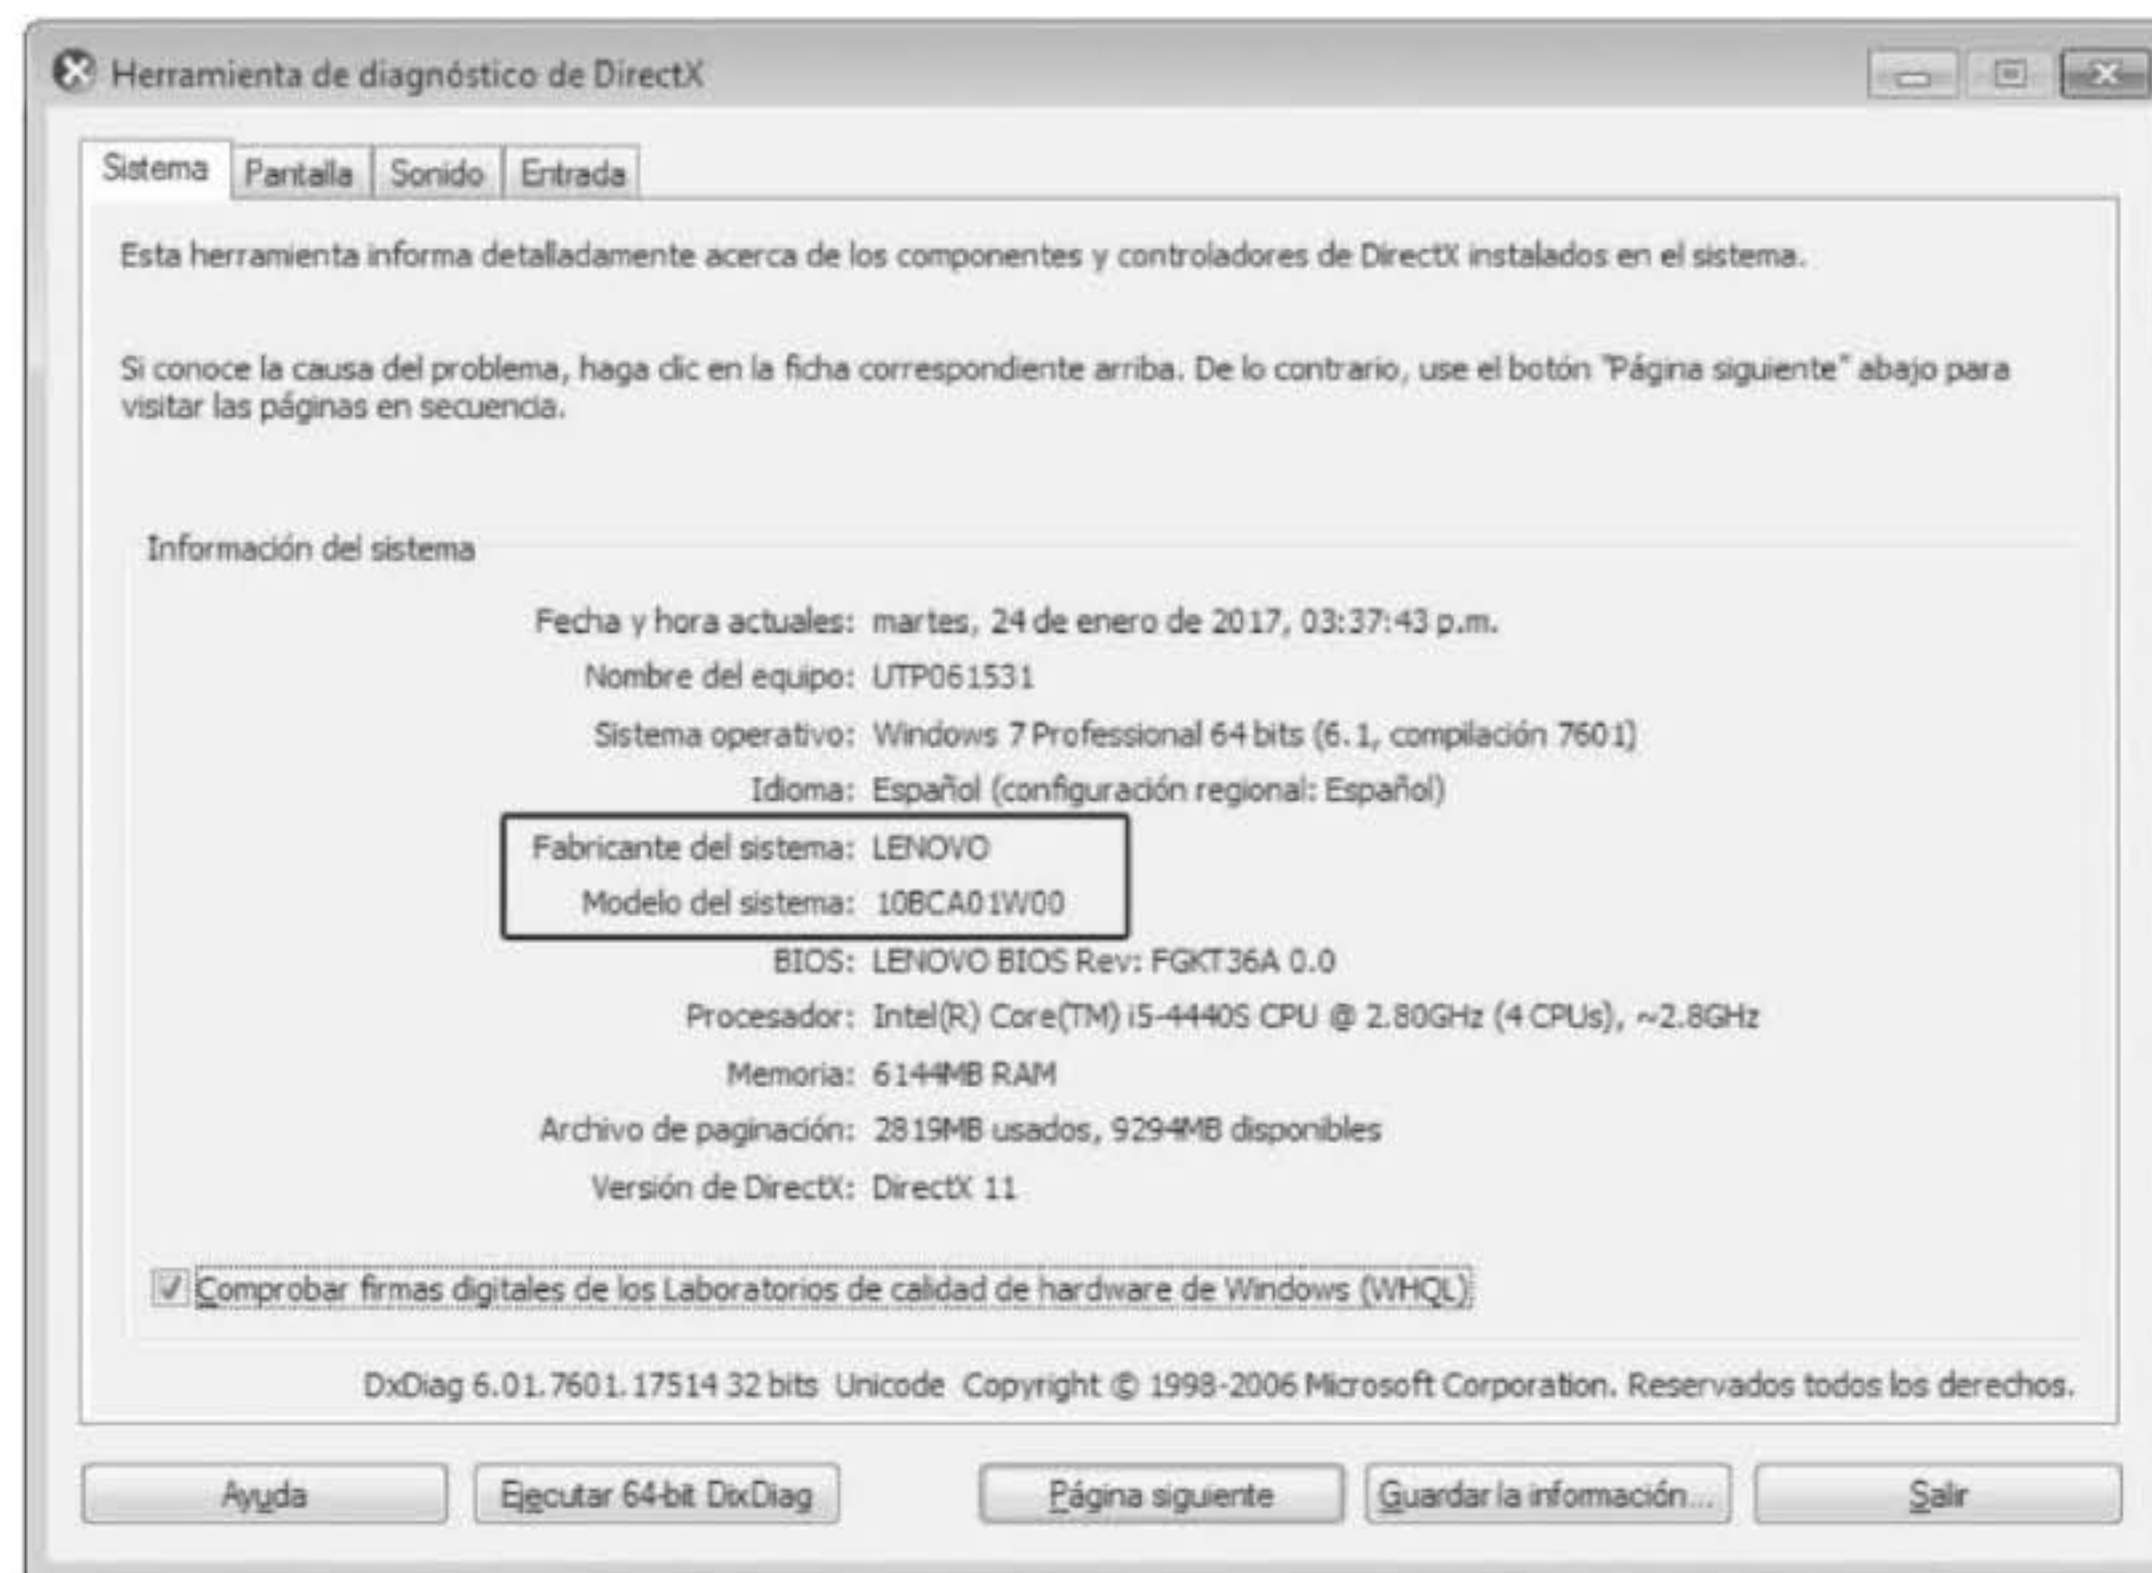 Herramienta de diagnóstico de DirectX
Sistema
Pantalla
Sonido
Entrada
Esta herramienta informa detalladamente acerca de los componentes y controladores de DirectX instalados en el sistema.
Si conoce la causa del problema, haga clic en la ficha correspondiente arriba. De lo contrario, use el botón "Página siguiente" abajo para
visitar las páginas en secuencia.
Información del sistema
Fecha y hora actuales: martes, 24 de enero de 2017, 03:37:43 p.m.
Nombre del equipo: UTP061531
Sistema operativo: Windows 7 Professional 64 bits (6.1, compilación 7601)
Idioma: Español (configuración regional: Español)
Fabricante del sistema: LENOVO
Modelo del sistema: 10BCA01W00
BIOS: LENOVO BIOS Rev: FGKT36A 0.0
Procesador: Intel(R) Core(TM) i5-4440S CPU @ 2.80GHz (4 CPUs), ~2.8GHz
Memoria: 6144MB RAM
Archivo de paginación: 2819MB usados, 9294MB disponibles
Versión de DirectX: DirectX 11
Comprobar firmas digitales de los Laboratorios de calidad de hardware de Windows (WHQL)
DxDiag 6.01.7601.17514 32 bits Unicode Copyright © 1998-2006 Microsoft Corporation. Reservados todos los derechos.
Ayuda
Ejecutar 64-bit DxDiag
Página siguiente
Guardar la información...
Salir